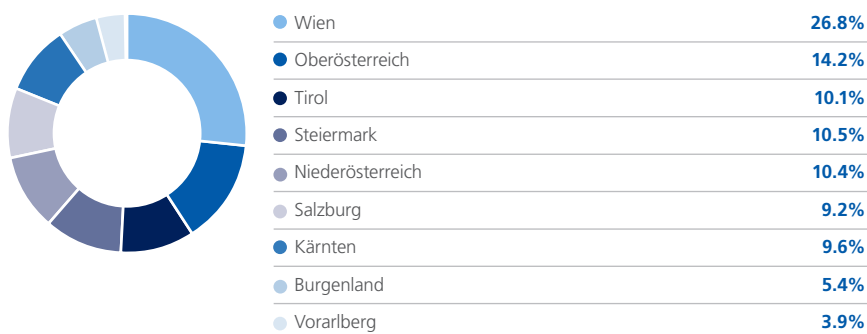 Wien 26.8%
Oberösterreich 14.2%
Tirol 10.1%
Steiermark 10.5%
Niederösterreich 10.4%
Salzburg 9.2%
Kärnten 9.6%
Burgenland 5.4%
Vorarlberg 3.9%